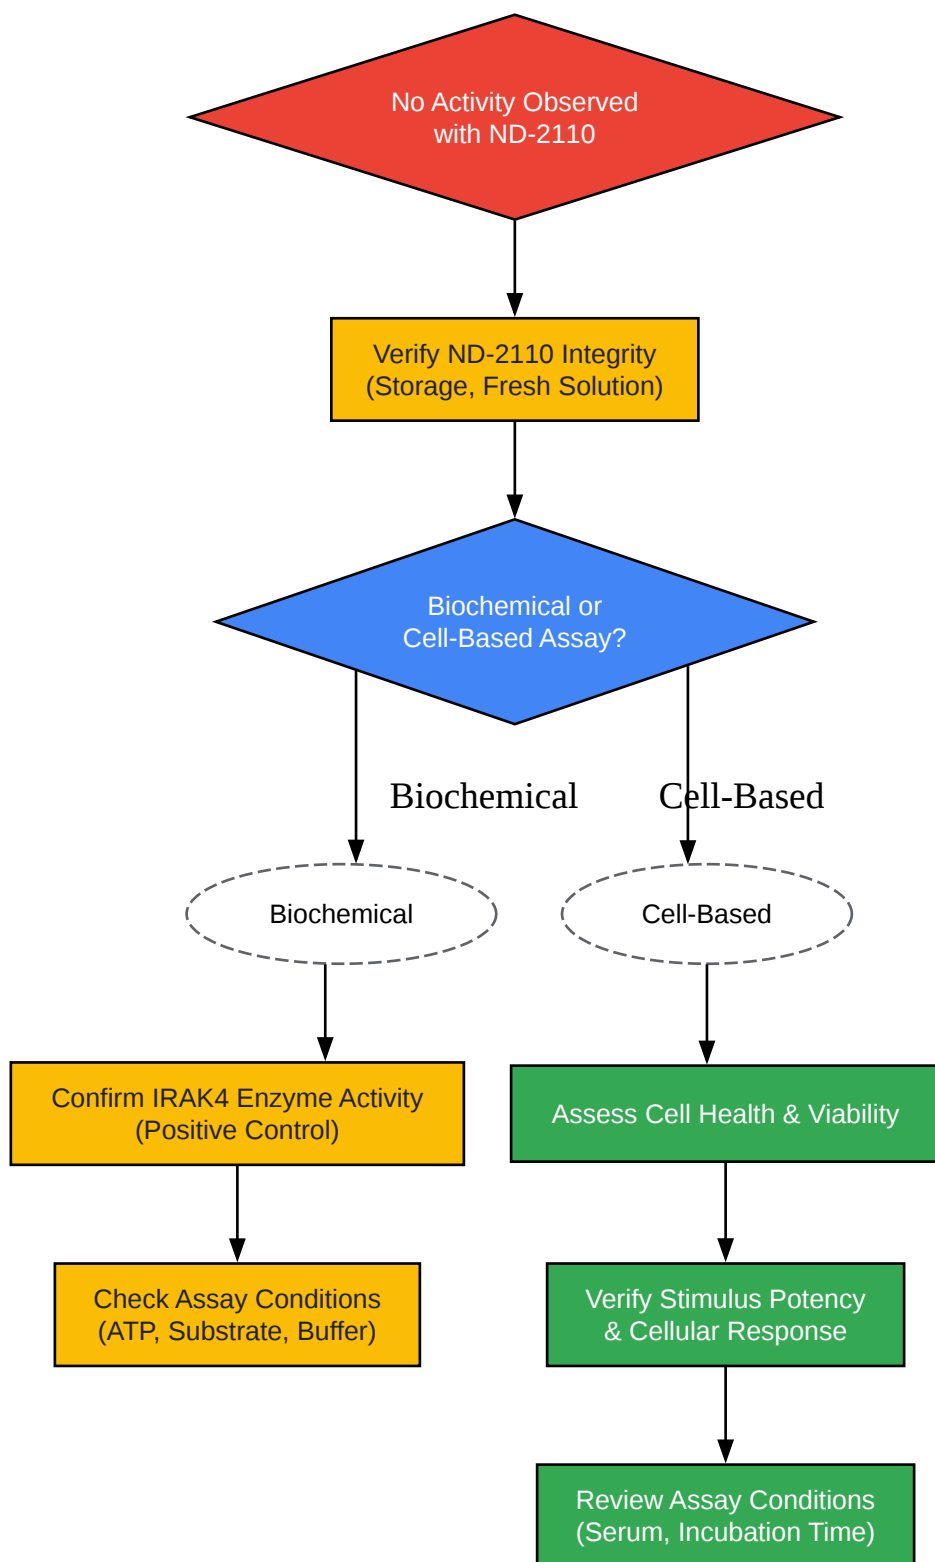 No Activity Observed
with ND-2110
Verify ND-2110 Integrity
(Storage, Fresh Solution)
Biochemical or
Cell-Based Assay?
Biochemical
Cell-Based
Biochemical
Cell-Based
Confirm IRAK4 Enzyme Activity
(Positive Control)
Assess Cell Health & Viability
Check Assay Conditions
(ATP, Substrate, Buffer)
Verify Stimulus Potency
& Cellular Response
Review Assay Conditions
(Serum, Incubation Time)